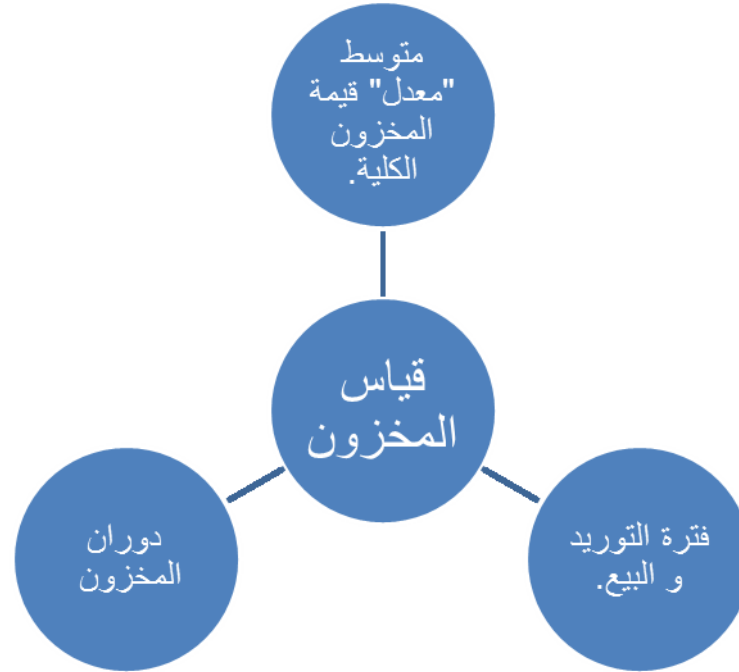 متوسط
"معدل" قيمة
المخزون
الكلية.
قياس
المخزون
فترة التوريد
و البيع.
دوران
المخزون